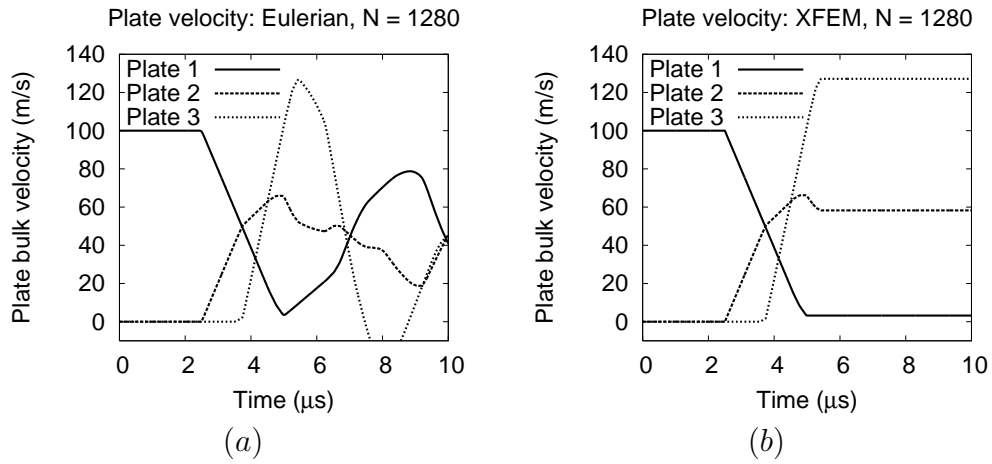 Plate velocity: Eulerian, N = 1280
Plate bulk velocity (m/s)
140
120
100
80
60
40
20
0
Plate 1
Plate 2
Plate 3
0 2 4 6 8 10
Time (μs)
(a)
Plate velocity: XFEM, N = 1280
Plate bulk velocity (m/s)
140
120
100
80
60
40
20
0
Plate 1
Plate 2
Plate 3
0 2 4 6 8 10
Time (μs)
(b)